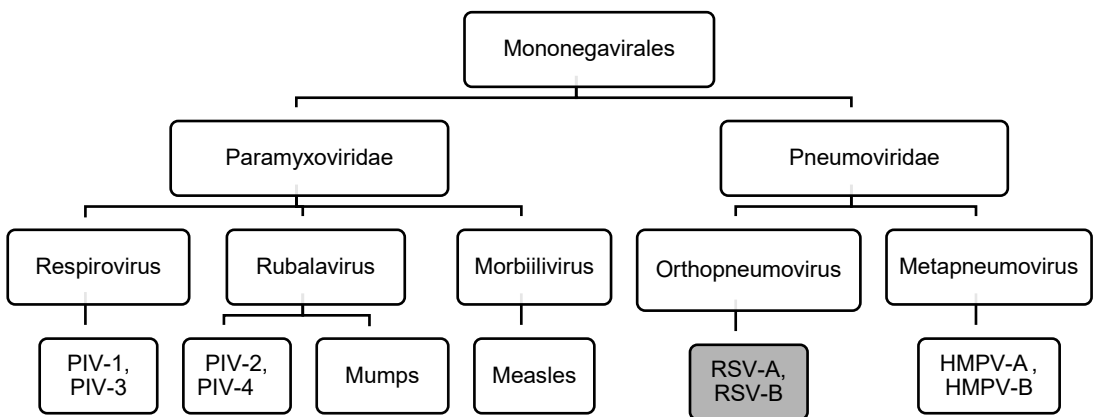 Mononegavirales
Paramyxoviridae
Pneumoviridae
Respirovirus
Rubalavirus
Morbiilivirus
Orthopneumovirus
Metapneumovirus
PIV-1,
PIV-3
PIV-2,
PIV-4
Mumps
Measles
RSV-A,
RSV-B
HMPV-A ,
HMPV-B